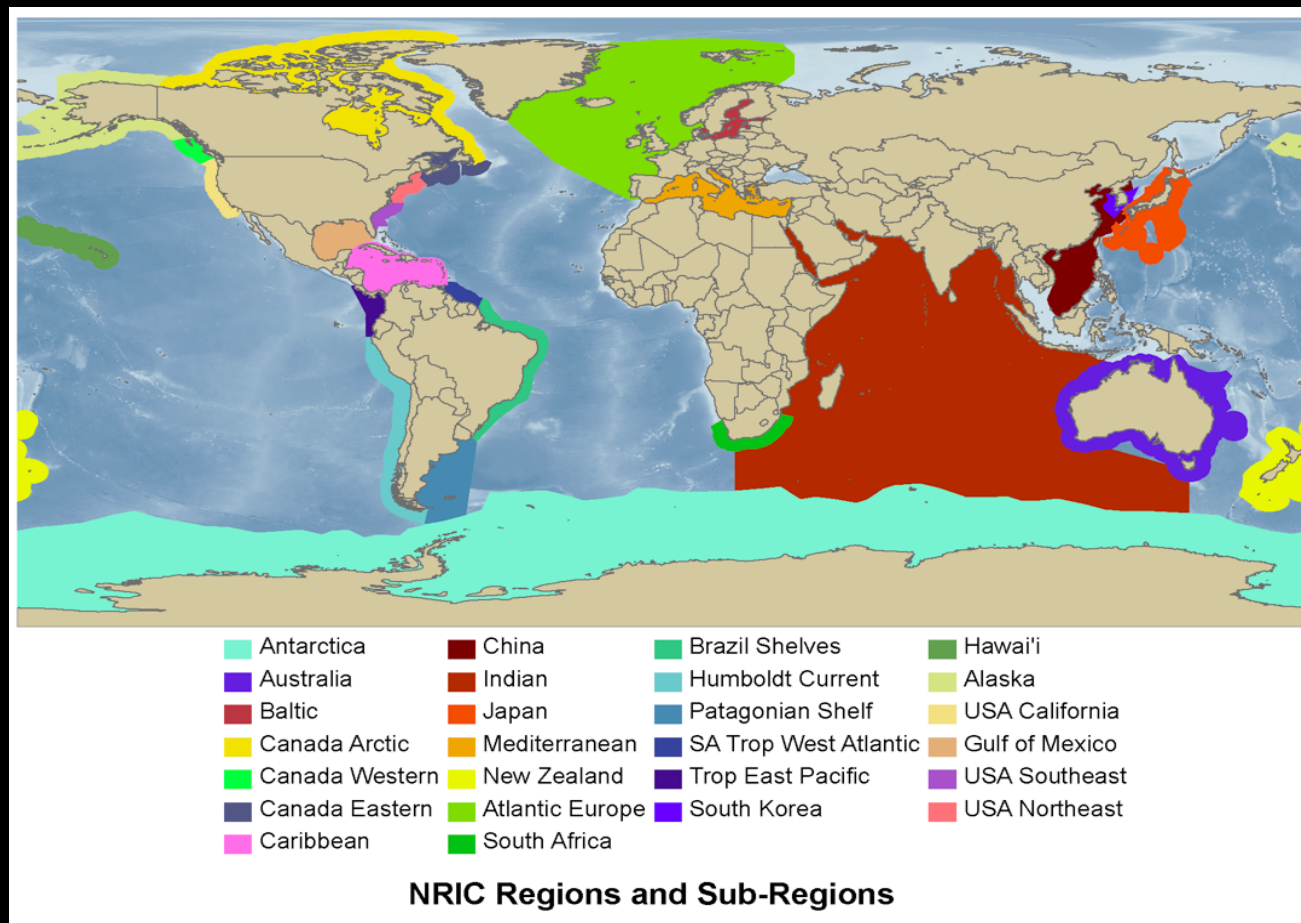 Antarctica
Australia
Baltic
Canada Arctic
Canada Western
Canada Eastern
Caribbean
China
Indian
Japan
Mediterranean
New Zealand
Atlantic Europe
South Africa
Brazil Shelves
Humboldt Current
Patagonian Shelf
SA Trop West Atlantic
Trop East Pacific
South Korea
Hawai'i
Alaska
USA California
Gulf of Mexico
USA Southeast
USA Northeast
NRIC Regions and Sub-Regions